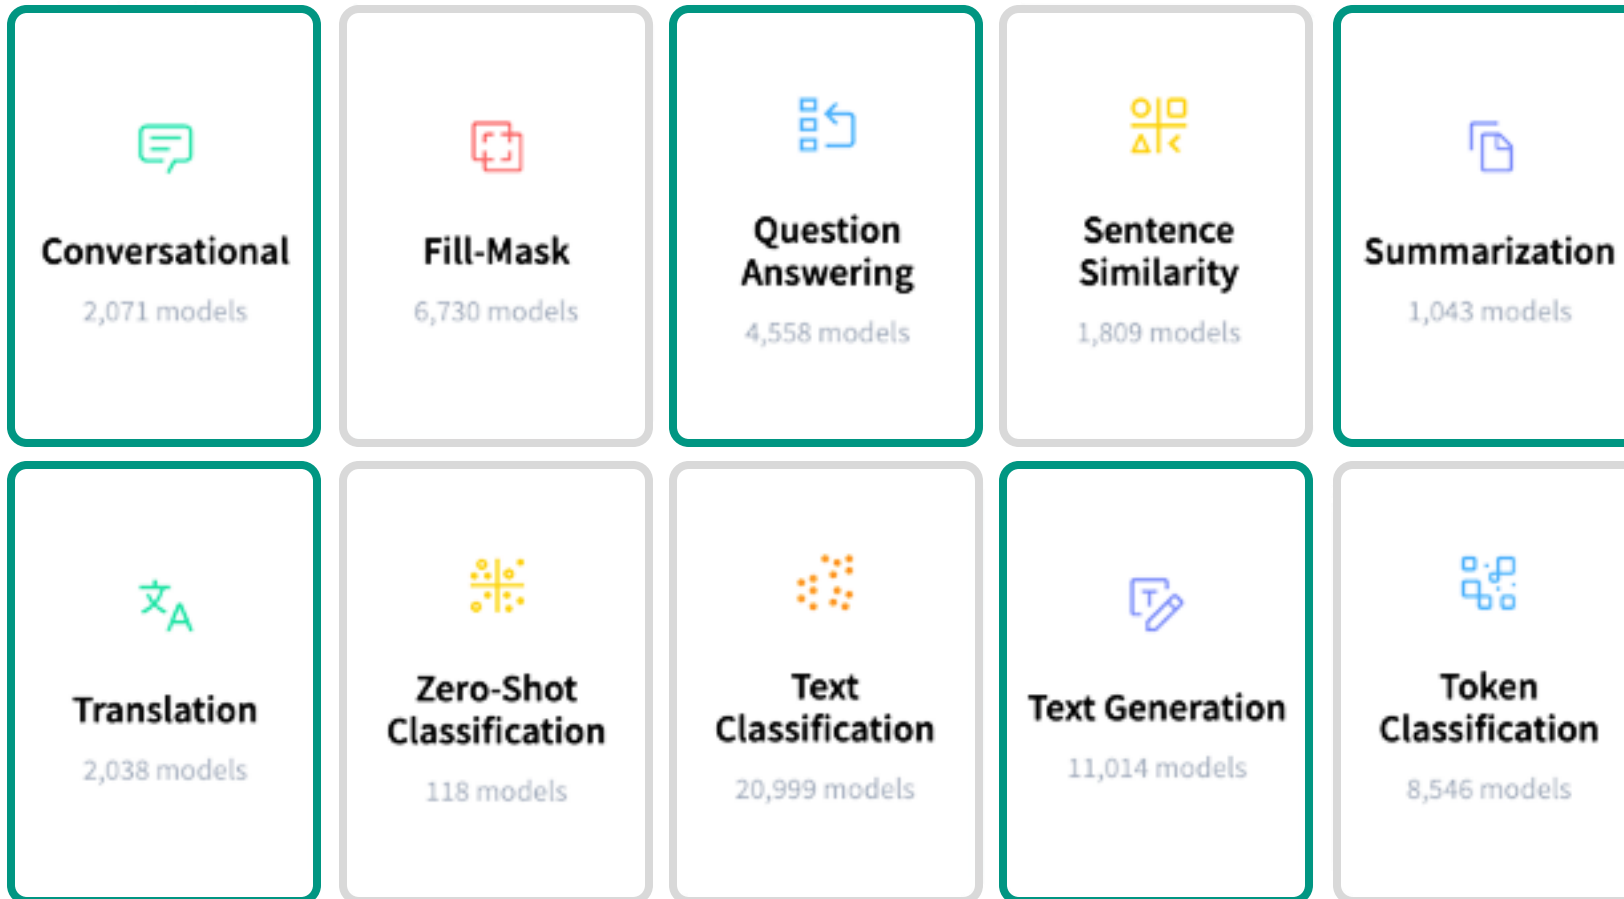 Conversational
2,071 models
Fill-Mask
6,730 models
Question
Answering
4,558 models
Sentence
Similarity
1,809 models
Summarization
1,043 models
文A
Translation
2,038 models
Zero-Shot
Classification
118 models
Text
Classification
20,999 models
T
Text Generation
11,014 models
Token
Classification
8,546 models